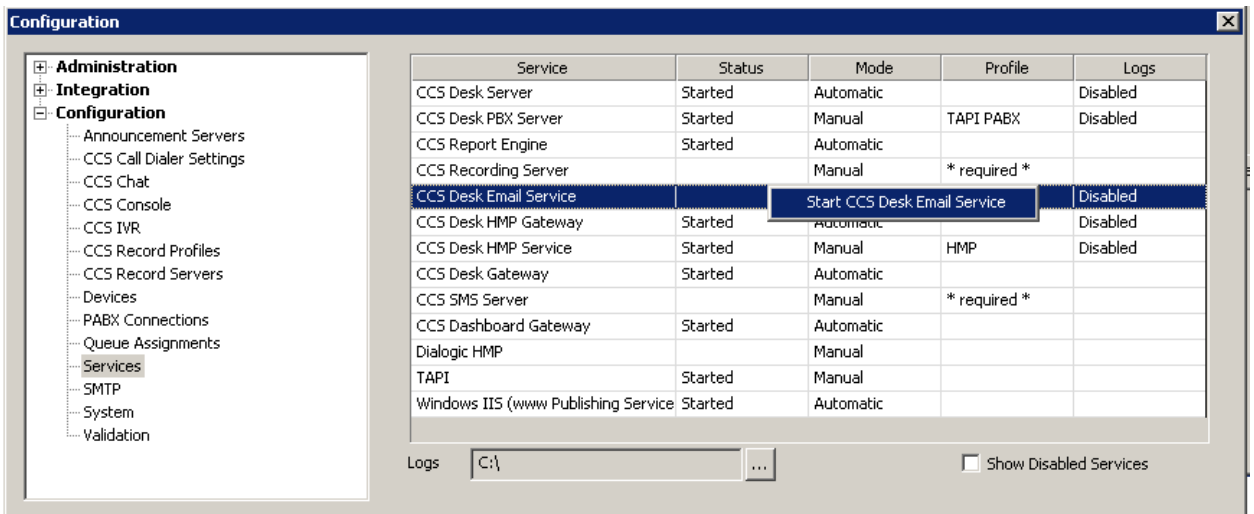 Configuration
Administration
Integration
Configuration
Announcement Servers
CCS Call Dialer Settings
CCS Chat
CCS Console
CCS IVR
CCS Record Profiles
CCS Record Servers
Devices
PABX Connections
Queue Assignments
Services
SMTP
System
Validation
Service Status Mode Profile Logs
CCS Desk Server Started Automatic Disabled
CCS Desk PBX Server Started Manual TAPI PABX Disabled
CCS Report Engine Started Automatic
CCS Recording Server Manual * required *
CCS Desk Email Service Disabled
Start CCS Desk Email Service
CCS Desk HMP Gateway Started Automatic Disabled
CCS Desk HMP Service Started Manual HMP Disabled
CCS Desk Gateway Started Automatic
CCS SMS Server Manual * required *
CCS Dashboard Gateway Started Automatic
Dialogic HMP Manual
TAPI Started Manual
Windows IIS (www Publishing Service Started Automatic
Logs C:\ ... Show Disabled Services